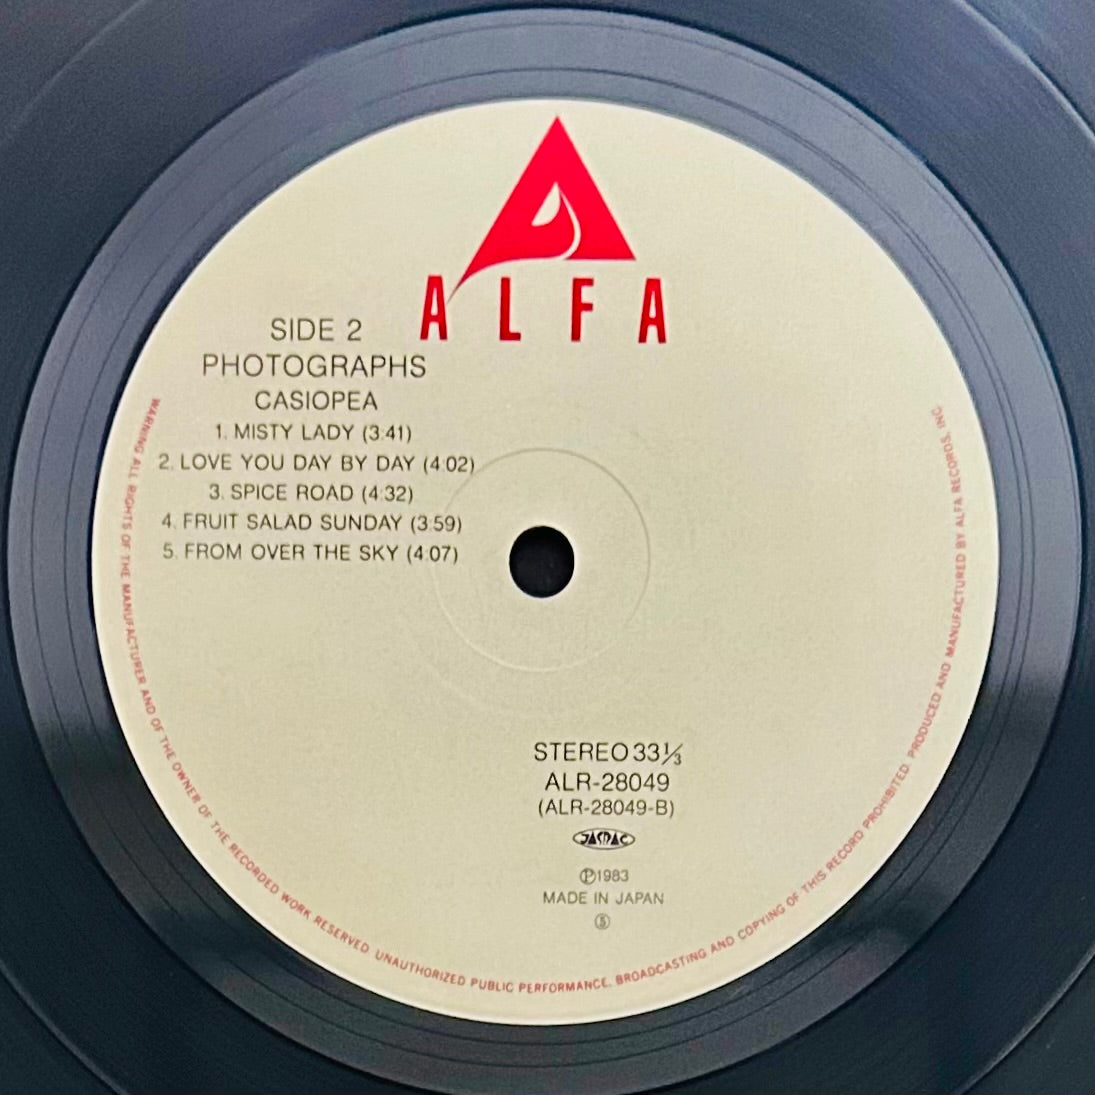 ALFA
SIDE 2
PHOTOGRAPHS
CASIOPEA
1. MISTY LADY (3:41)
2. LOVE YOU DAY BY DAY (4:02)
3. SPICE ROAD (4:32)
4. FRUIT SALAD SUNDAY (3:59)
5. FROM OVER THE SKY (4:07)
STEREO 33⅓
ALR-28049
(ALR-28049-B)
JASRAC
Ⓟ1983
MADE IN JAPAN
WARNING: ALL RIGHTS OF THE MANUFACTURER AND OF THE OWNER OF THE RECORDED WORK RESERVED. UNAUTHORIZED PUBLIC PERFORMANCE, BROADCASTING AND COPYING OF THIS RECORD PROHIBITED. PRODUCED AND MANUFACTURED BY ALFA RECORDS, INC.